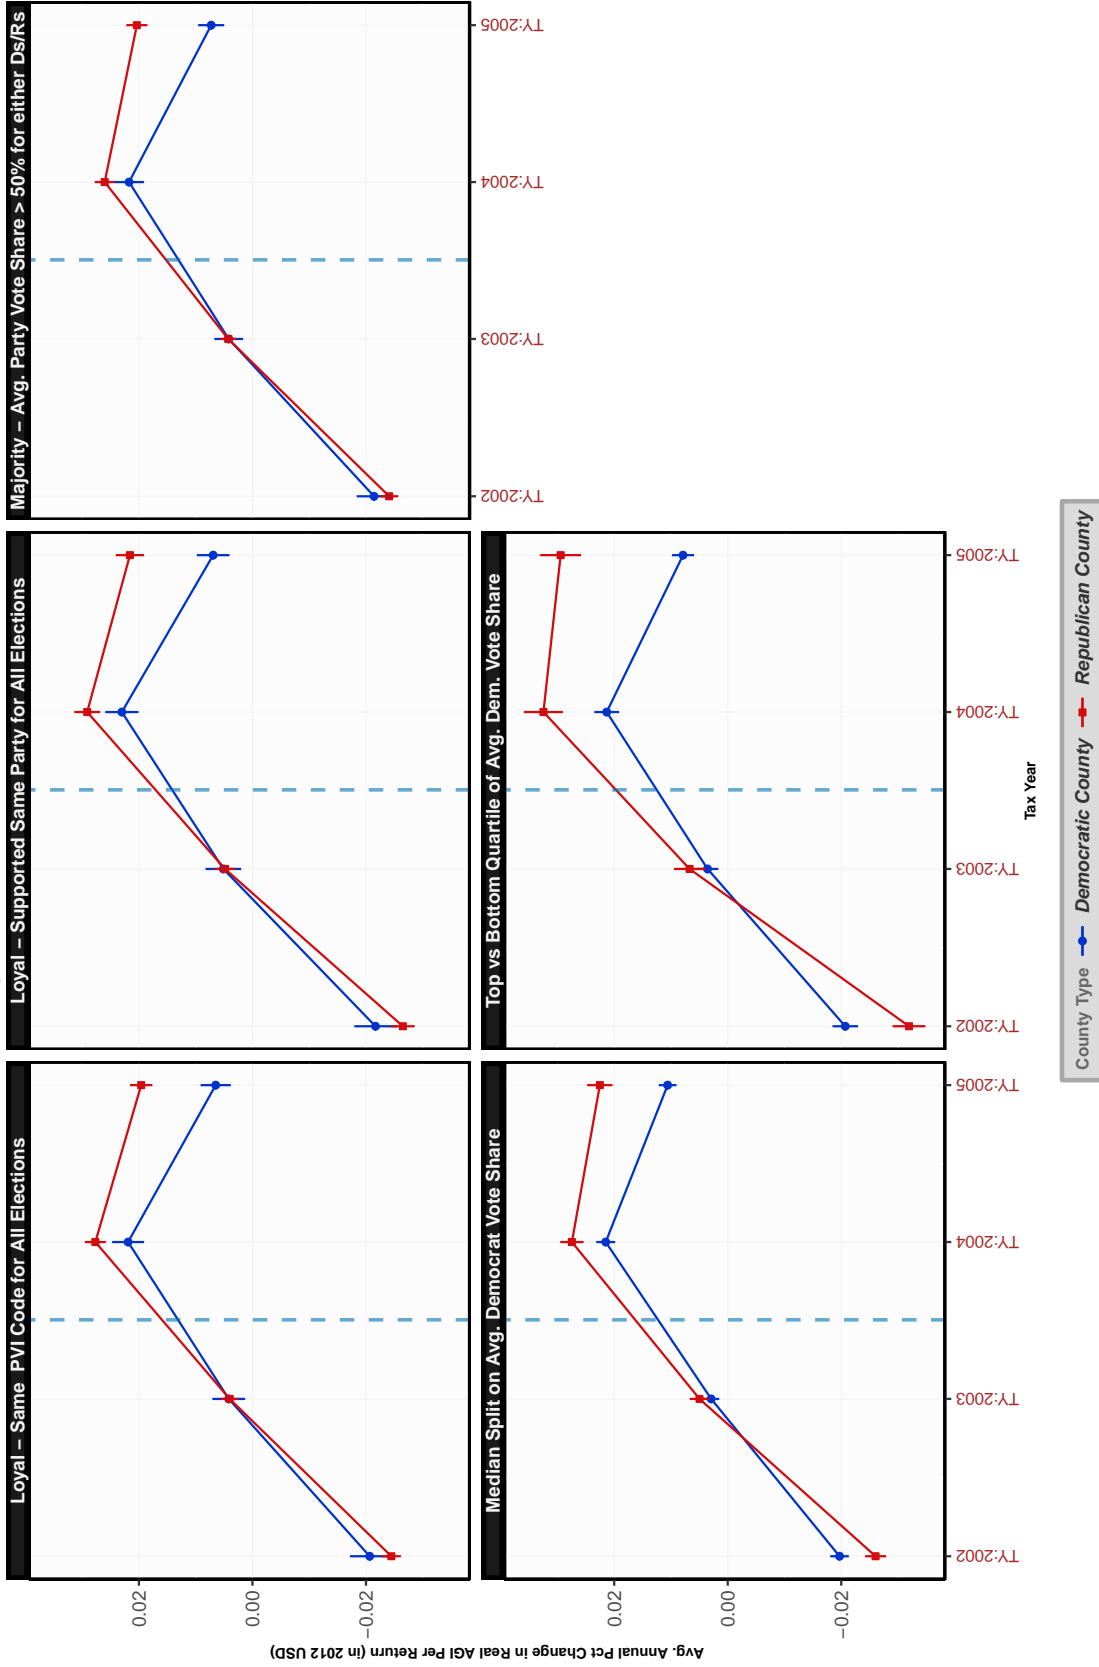 Loyal − Same  PVI Code for All Elections
Loyal − Supported Same Party for All Elections
Majority − Avg. Party Vote Share > 50% for either Ds/Rs
0.02
0.00
−0.02
TY:2002
TY:2003
TY:2004
TY:2005
Median Split on Avg. Democrat Vote Share
Top vs Bottom Quartile of Avg. Dem. Vote Share
0.02
0.00
−0.02
TY:2002
TY:2003
TY:2004
TY:2005
TY:2002
TY:2003
TY:2004
TY:2005
Avg. Annual Pct Change in Real AGI Per Return (in 2012 USD)
Tax Year
County Type Democratic County Republican County